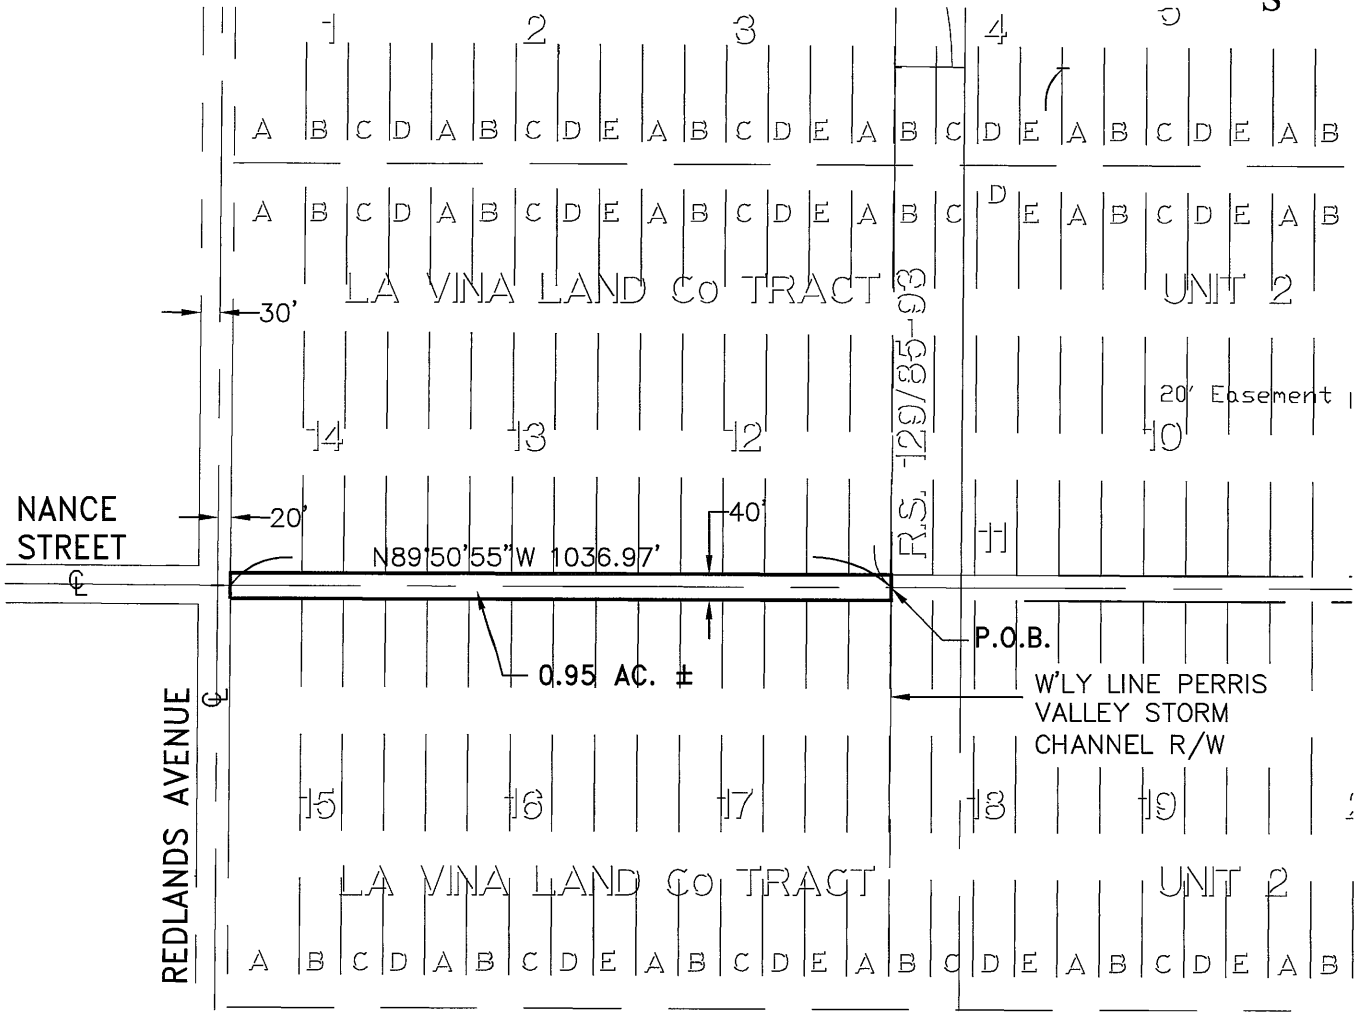 S
1 2 3 4 5
A B C D A B C D E A B C D E A B C D E A B C D E A B
A B C D A B C D E A B C D E A B C D E A B C D E A B
LA VINA LAND Co TRACT UNIT 2
30'
R.S. 129/85-93
20' Easement
14 13 12 10
NANCE
STREET
20'
40'
11
N89°50'55"W 1036.97'
℄
P.O.B.
0.95 AC. ±
W'LY LINE PERRIS
VALLEY STORM
CHANNEL R/W
℄
REDLANDS AVENUE
15 16 17 18 19
LA VINA LAND Co TRACT UNIT 2
A B C D A B C D E A B C D E A B C D E A B C D E A B